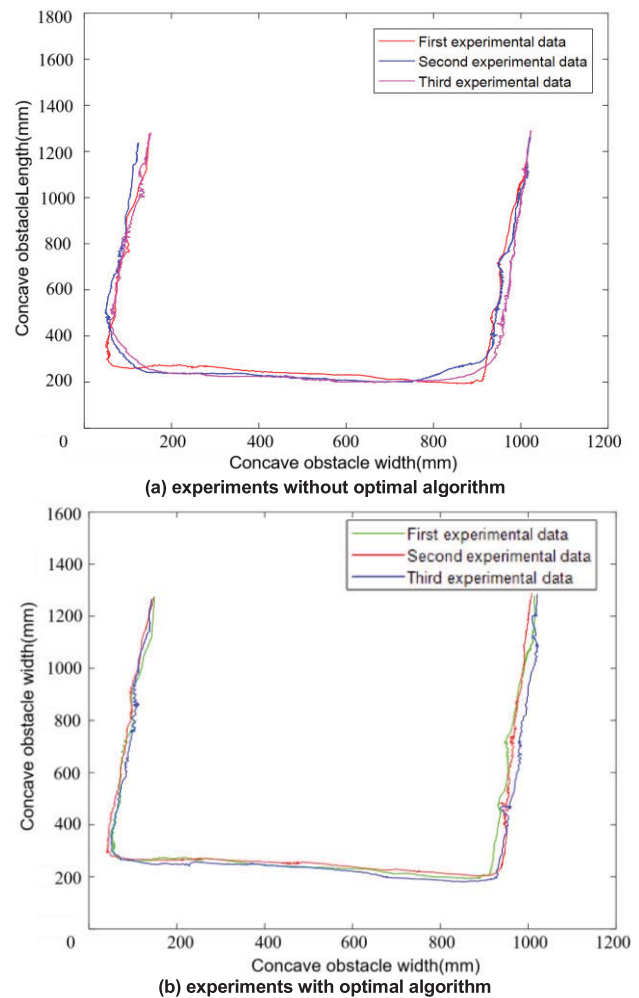 1800
1600
1400
1200
1000
800
600
400
200
0
Concave obstacleLength(mm)
First experimental data
Second experimental data
Third experimental data
200 400 600 800 1000 1200
Concave obstacle width(mm)
(a) experiments without optimal algorithm
1600
1400
1200
1000
800
600
400
200
0
Concave obstacle width(mm)
First experimental data
Second experimental data
Third experimental data
200 400 600 800 1000 1200
Concave obstacle width(mm)
(b) experiments with optimal algorithm